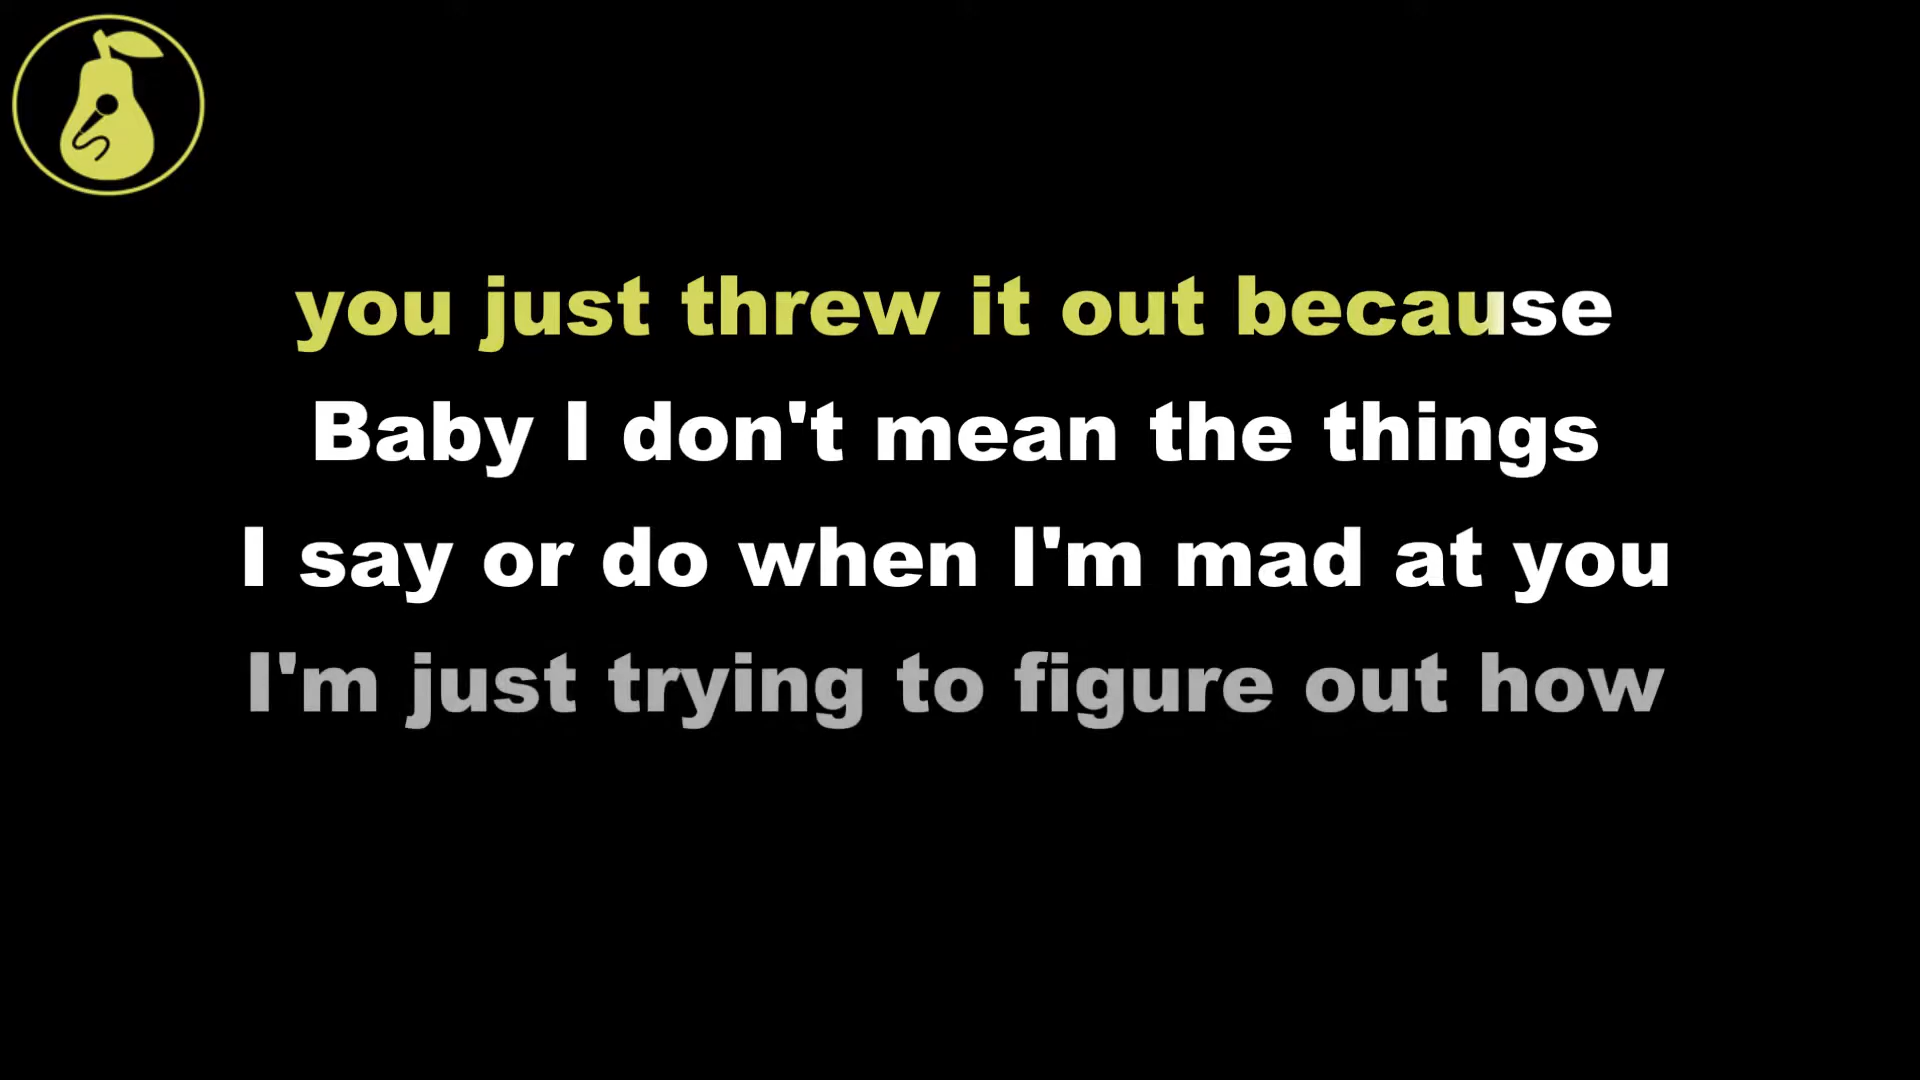 you just threw it out because
Baby I don't mean the things
I say or do when I'm mad at you
I'm just trying to figure out how